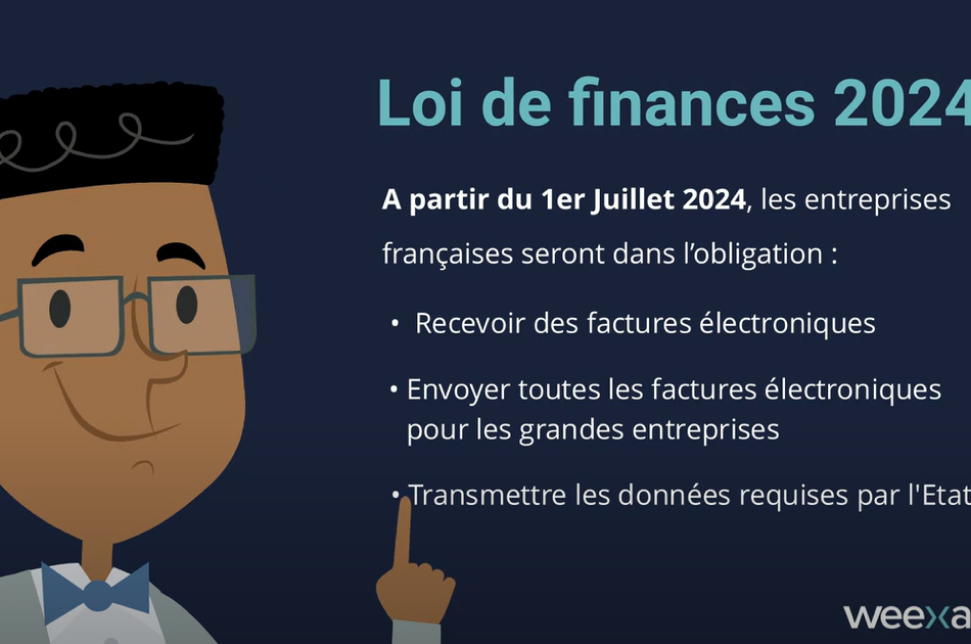 Loi de finances 2024
A partir du 1er Juillet 2024, les entreprises
françaises seront dans l’obligation :
• Recevoir des factures électroniques
• Envoyer toutes les factures électroniques
pour les grandes entreprises
• Transmettre les données requises par l'Etat
weexa